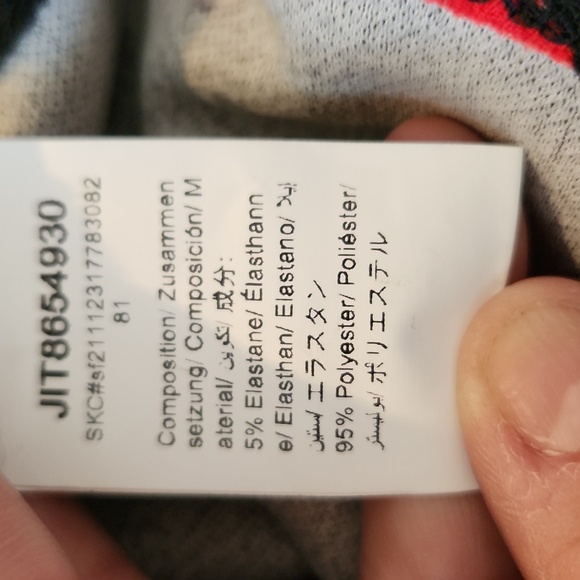 JIT8654930
SKC#sf21112317783082
81
Composition/ Zusammen
setzung/ Composición/ M
aterial/ تكوين/ 成分:
5% Elastane/ Élasthann
e/ Elasthan/ Elastano/ إيلا
ستين/ エラスタン
95% Polyester/ Poliéster/
بوليستر/ ポリエステル